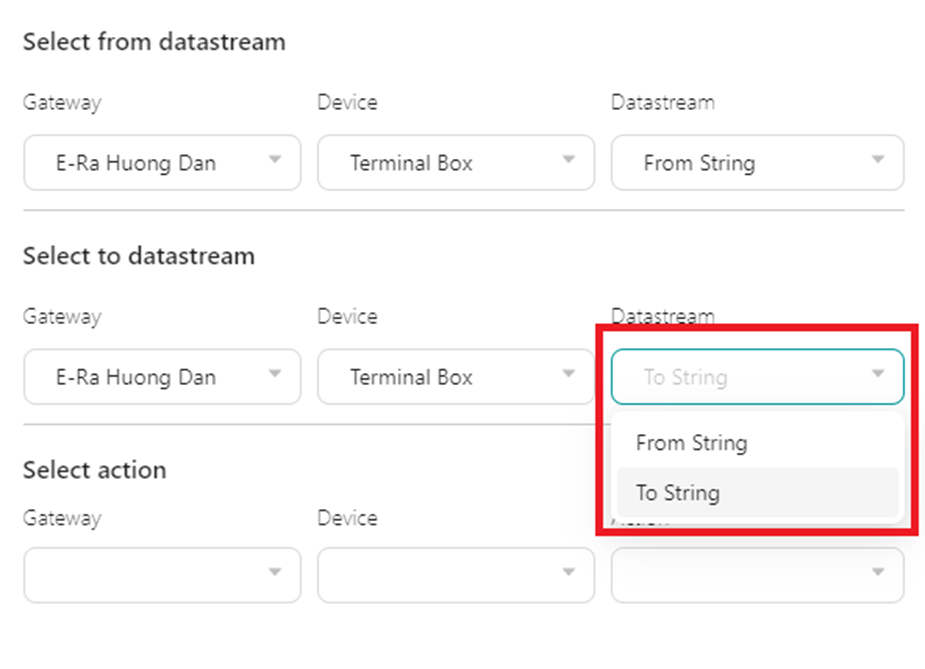 Select from datastream
Gateway Device Datastream
E-Ra Huong Dan Terminal Box From String
Select to datastream
Gateway Device Datastream
E-Ra Huong Dan Terminal Box To String
From String
To String
Select action
Gateway Device